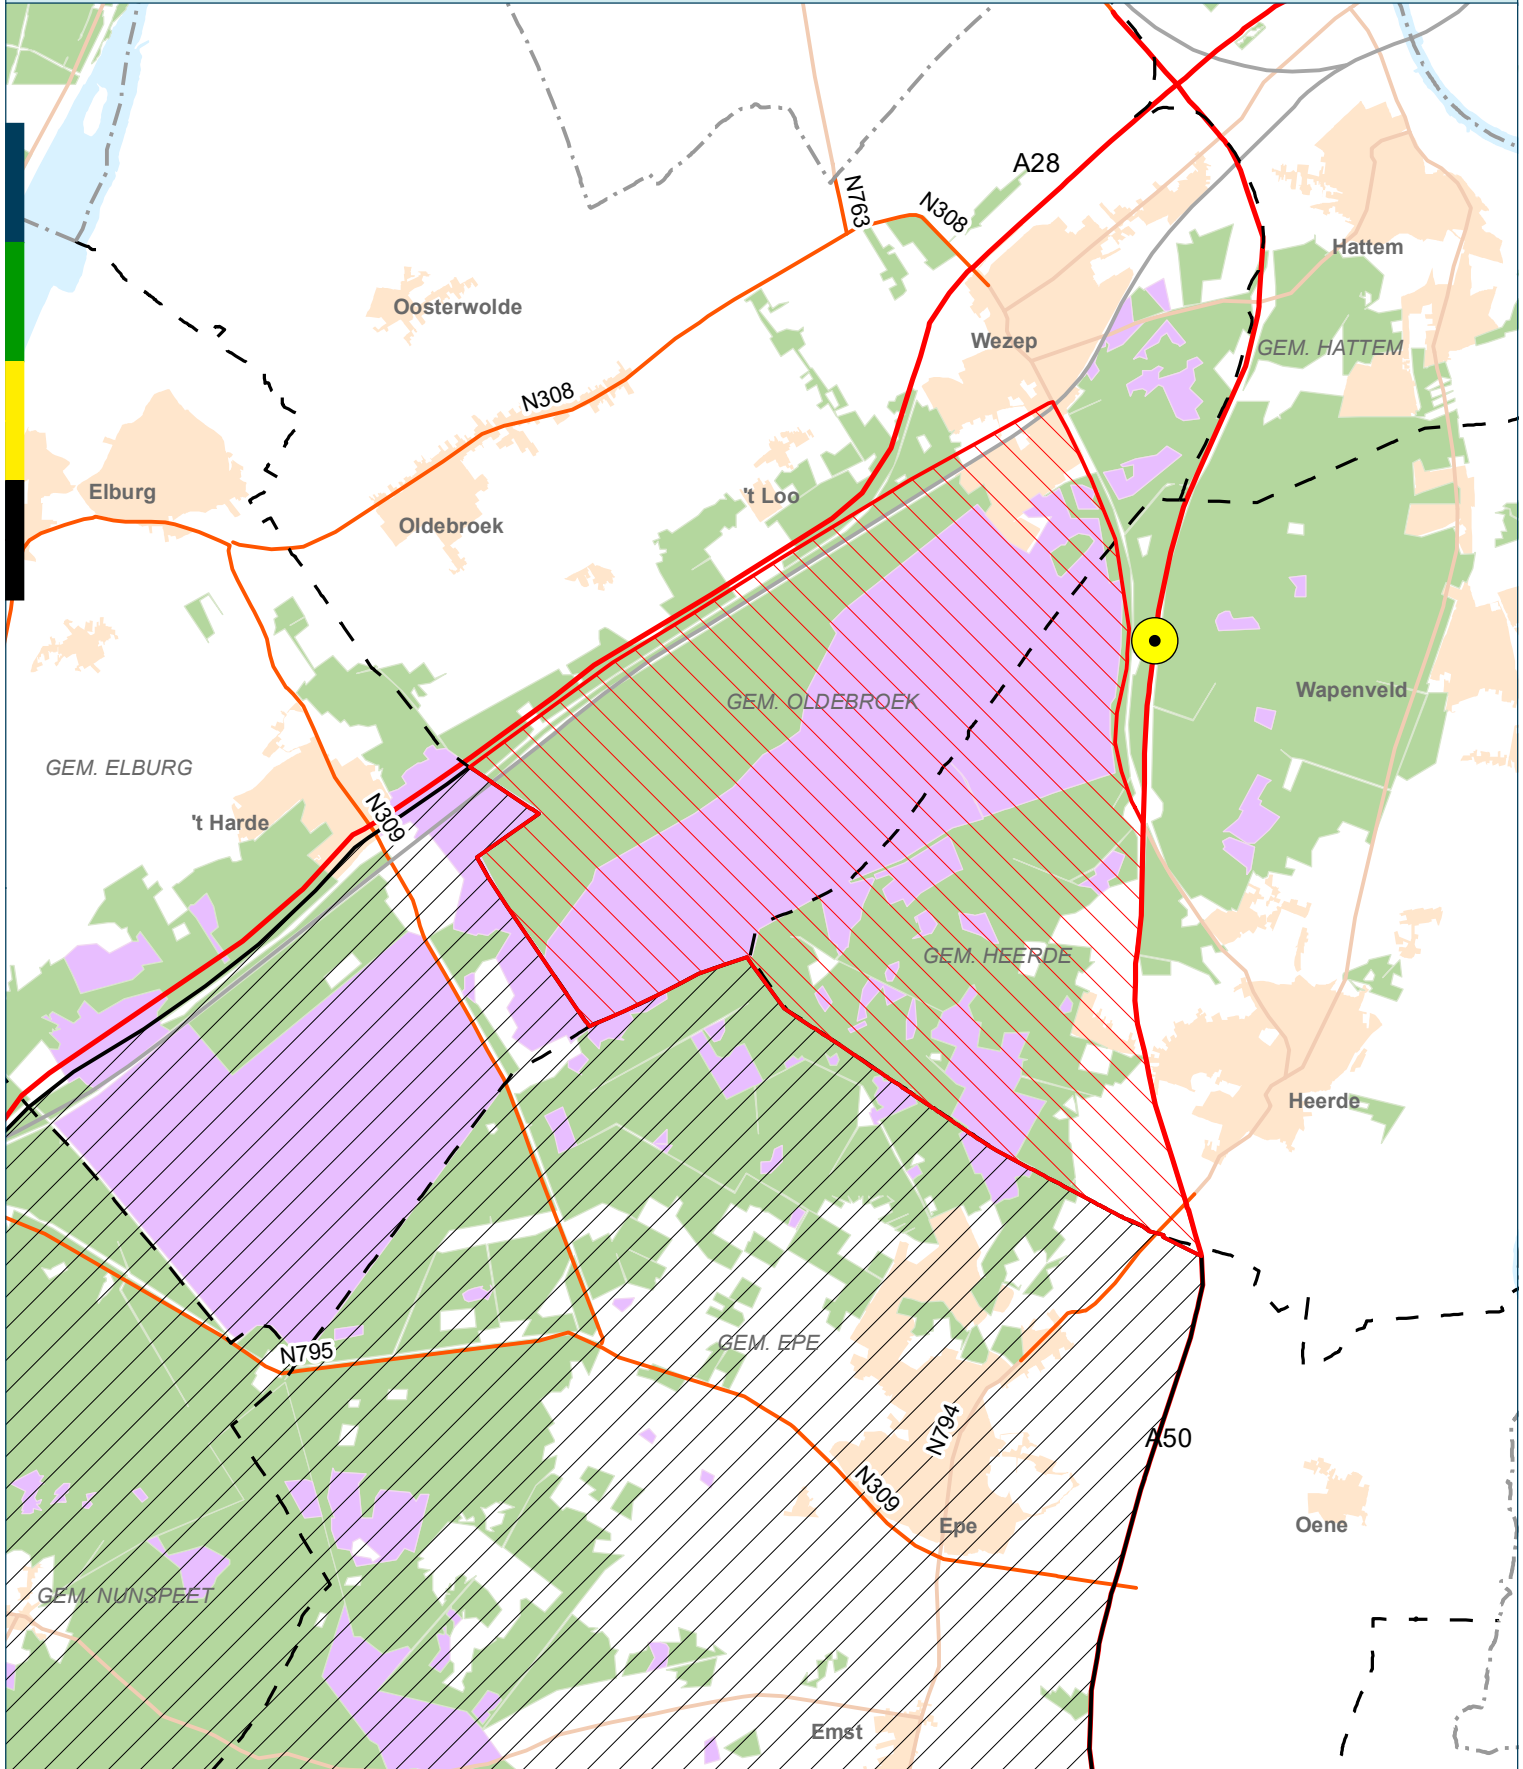 A28
N763
N308
Hattem
Oosterwolde
Wezep
GEM. HATTEM
N308
Elburg
't Loo
Oldebroek
Wapenveld
GEM. OLDEBROEK
GEM. ELBURG
N309
't Harde
GEM. HEERDE
Heerde
GEM. EPE
N795
N794
A50
N309
Epe
Oene
GEM. NUNSPEET
Emst